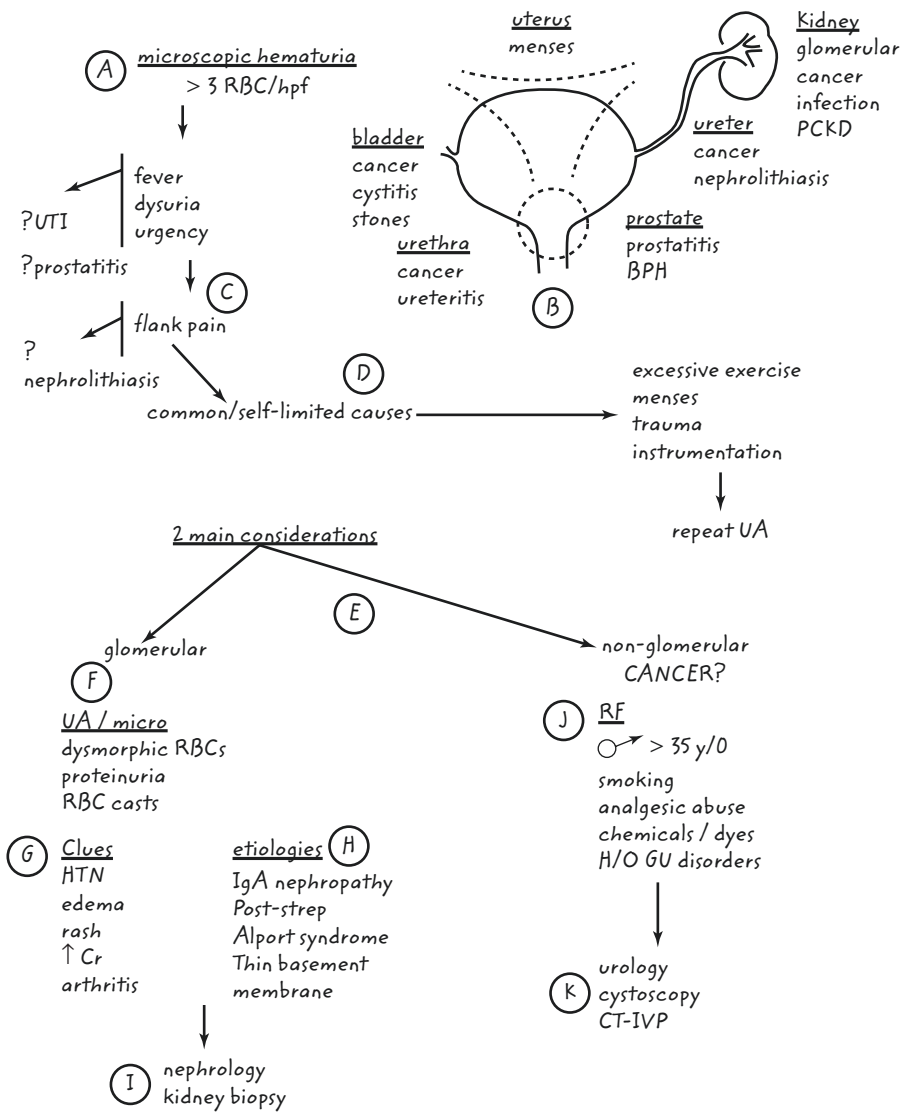 A
microscopic hematuria
> 3 RBC/hpf
fever
dysuria
urgency
?UTI
?prostatitis
C
flank pain
?
nephrolithiasis
uterus
menses
Kidney
glomerular
cancer
infection
PCKD
ureter
cancer
nephrolithiasis
bladder
cancer
cystitis
stones
urethra
cancer
ureteritis
prostate
prostatitis
BPH
B
D
common/self-limited causes
excessive exercise
menses
trauma
instrumentation
repeat UA
2 main considerations
E
glomerular
F
UA / micro
dysmorphic RBCs
proteinuria
RBC casts
G
Clues
HTN
edema
rash
↑ Cr
arthritis
etiologies
H
IgA nephropathy
Post-strep
Alport syndrome
Thin basement
membrane
I
nephrology
kidney biopsy
non-glomerular
CANCER?
J
RF
> 35 y/0
smoking
analgesic abuse
chemicals / dyes
H/O GU disorders
K
urology
cystoscopy
CT-IVP